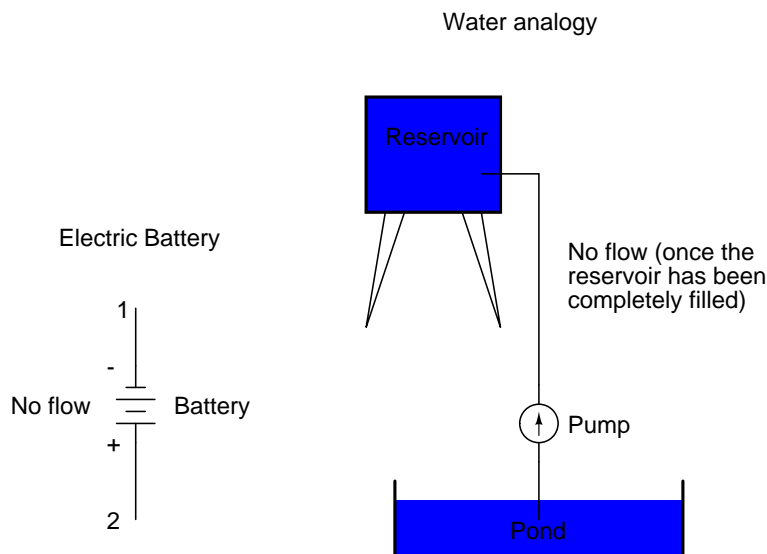 Water analogy
Reservoir
Electric Battery
No flow (once the
reservoir has been
completely filled)
1
-
No flow
Battery
+
2
Pump
Pond